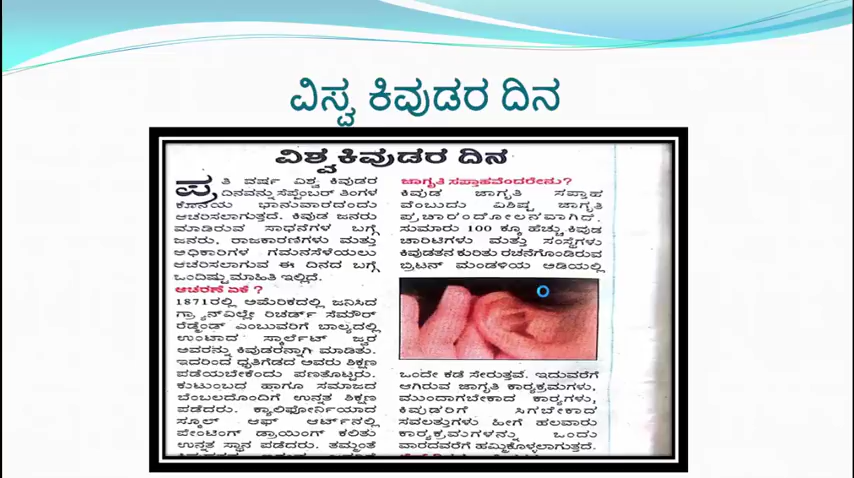 ವಿಸ್ವ ಕಿವುಡರ ದಿನ
ವಿಶ್ವ ಕಿವುಡರ ದಿನ
ಪ್ರತಿ ವರ್ಷ ವಿಶ್ವ ಕಿವುಡರ
ದಿನವನ್ನು ಸೆಪ್ಟೆಂಬರ್ ತಿಂಗಳ
ಕೊನೆಯ ಭಾನುವಾರದಂದು
ಆಚರಿಸಲಾಗುತ್ತದೆ. ಕಿವುಡ ಜನರು
ಮಾಡಿರುವ ಸಾಧನೆಗಳ ಬಗ್ಗೆ
ಜನರು, ರಾಜಕಾರಣಿಗಳು ಮತ್ತು
ಅಧಿಕಾರಿಗಳ ಗಮನಸೆಳೆಯಲು
ಆಚರಿಸಲಾಗುವ ಈ ದಿನದ ಬಗ್ಗೆ
ಒಂದಿಷ್ಟು ಮಾಹಿತಿ ಇಲ್ಲಿದೆ.
ಆಚರಣೆ ಏಕೆ ?
1871ರಲ್ಲಿ ಅಮೆರಿಕದಲ್ಲಿ ಜನಿಸಿದ
ಗ್ರ್ಯಾನ್‌ವಿಲ್ಲೇ ರಿಚರ್ಡ್ ಸೆಮೌರ್
ರೆಡ್ಮೆಂಡ್ ಎಂಬುವರಿಗೆ ಬಾಲ್ಯದಲ್ಲಿ
ಉಂಟಾದ ಸ್ಕಾರ್ಲೆಟ್ ಜ್ವರ
ಅವರನ್ನು ಕಿವುಡರನ್ನಾಗಿ ಮಾಡಿತು.
ಇದರಿಂದ ಧೃತಿಗೆಡದ ಅವರು ಶಿಕ್ಷಣ
ಪಡೆಯಬೇಕೆಂದು ಪಣತೊಟ್ಟರು.
ಕುಟುಂಬದ ಹಾಗೂ ಸಮಾಜದ
ಬೆಂಬಲದೊಂದಿಗೆ ಉನ್ನತ ಶಿಕ್ಷಣ
ಪಡೆದರು. ಕ್ಯಾಲಿಫೋರ್ನಿಯಾದ
ಸ್ಕೂಲ್ ಆಫ್ ಆರ್ಟ್‌ನಲ್ಲಿ
ಪೇಂಟಿಂಗ್ ಡ್ರಾಯಿಂಗ್ ಕಲಿತು
ಉನ್ನತ ಸ್ಥಾನ ಪಡೆದರು. ತಮ್ಮಂತೆ
ಜಾಗೃತಿ ಸಪ್ತಾಹವೆಂದರೇನು?
ಕಿವುಡ ಜಾಗೃತಿ ಸಪ್ತಾಹ
ವೆಂಬುದು ವಿಶಿಷ್ಟ ಜಾಗೃತಿ
ಪ್ರಚಾರಾಂದೋಲನವಾಗಿದೆ.
ಸುಮಾರು 100 ಕ್ಕೂ ಹೆಚ್ಚು ಕಿವುಡ
ಚಾರಿಟಿಗಳು ಮತ್ತು ಸಂಸ್ಥೆಗಳು
ಕಿವುಡತನ ಕುರಿತು ರಚನೆಗೊಂಡಿರುವ
ಬ್ರಿಟನ್ ಮಂಡಳಿಯ ಅಡಿಯಲ್ಲಿ
ಒಂದೇ ಕಡೆ ಸೇರುತ್ತವೆ. ಇದುವರೆಗೆ
ಆಗಿರುವ ಜಾಗೃತಿ ಕಾರ್‍ಯಕ್ರಮಗಳು,
ಮುಂದಾಗಬೇಕಾದ ಕಾರ್‍ಯಗಳು,
ಕಿವುಡರಿಗೆ ಸಿಗಬೇಕಾದ
ಸವಲತ್ತುಗಳು ಹೀಗೆ ಹಲವಾರು
ಕಾರ್‍ಯಕ್ರಮಗಳನ್ನು ಒಂದು
ವಾರದವರೆಗೆ ಹಮ್ಮಿಕೊಳ್ಳಲಾಗುತ್ತದೆ.